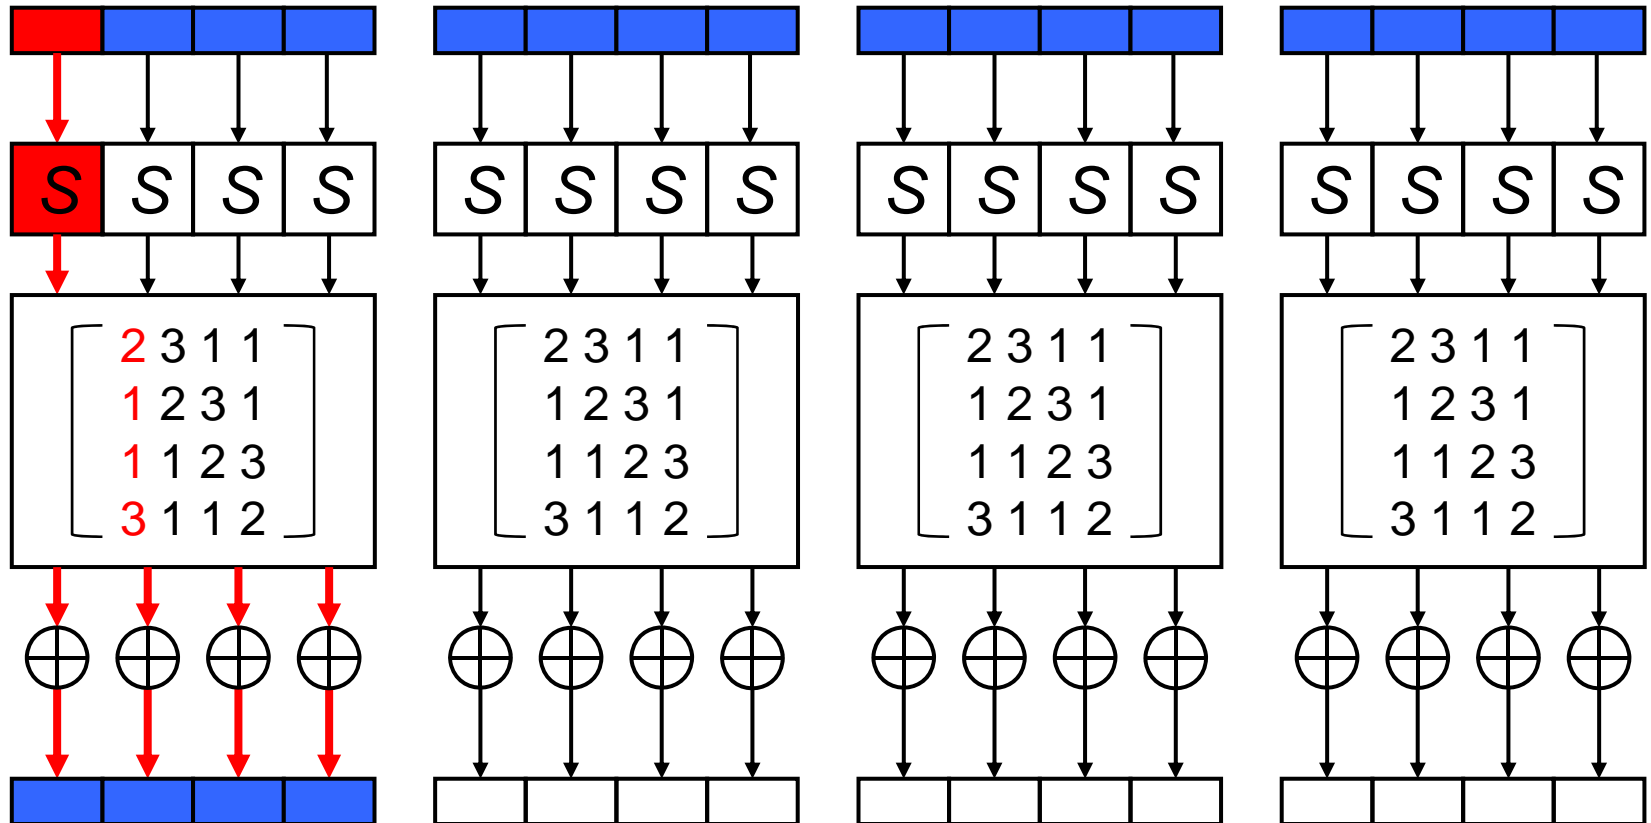 S S S S S S S S S S S S S S S S
2 3 1 1 2 3 1 1 2 3 1 1 2 3 1 1
1 2 3 1 1 2 3 1 1 2 3 1 1 2 3 1
1 1 2 3 1 1 2 3 1 1 2 3 1 1 2 3
3 1 1 2 3 1 1 2 3 1 1 2 3 1 1 2